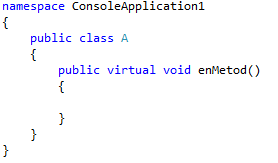 namespace ConsoleApplication1
{
    public class A
    {
        public virtual void enMetod()
        {

        }
    }
}